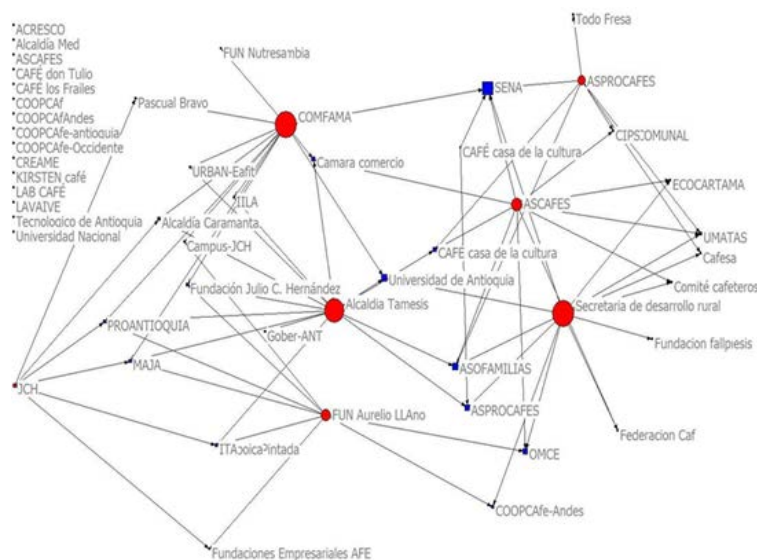 ACRESCO
Alcaldía Med
ASCAFES
CAFÉ don Tulio
CAFÉ los Frailes
COOPCAf
COOPCAfAndes
COOPCAfe-antioquia
COOPCAfe-Occidente
CREAME
KIRSTEN café
LAB CAFÉ
LAVAIVE
Tecnologico de Antioquia
Universidad Nacional
Todo Fresa
FUN Nutresambia
SENA
ASPROCAFES
Pascual Bravo
COMFAMA
CAFÉ casa de la cultura
Camara comercio
URBAN-Eafit
ECOCARTAMA
IILA
ASCAFES
Alcaldía Caramanta
UMATAS
Campus-JCH
CAFÉ casa de la cultura
Cafesa
Universidad de Antioquia
Comité cafeteros
Fundación Julio C. Hernández
Alcaldia Tamesis
Secretaria de desarrollo rural
PROANTIOQUIA
Gober-ANT
Fundacion
MAJA
ASOFAMILIAS
JCH
ASPROCAFES
FUN Aurelio LLAno
Federacion Caf
OMCE
COOPCAfe-Andes
Fundaciones Empresariales AFE